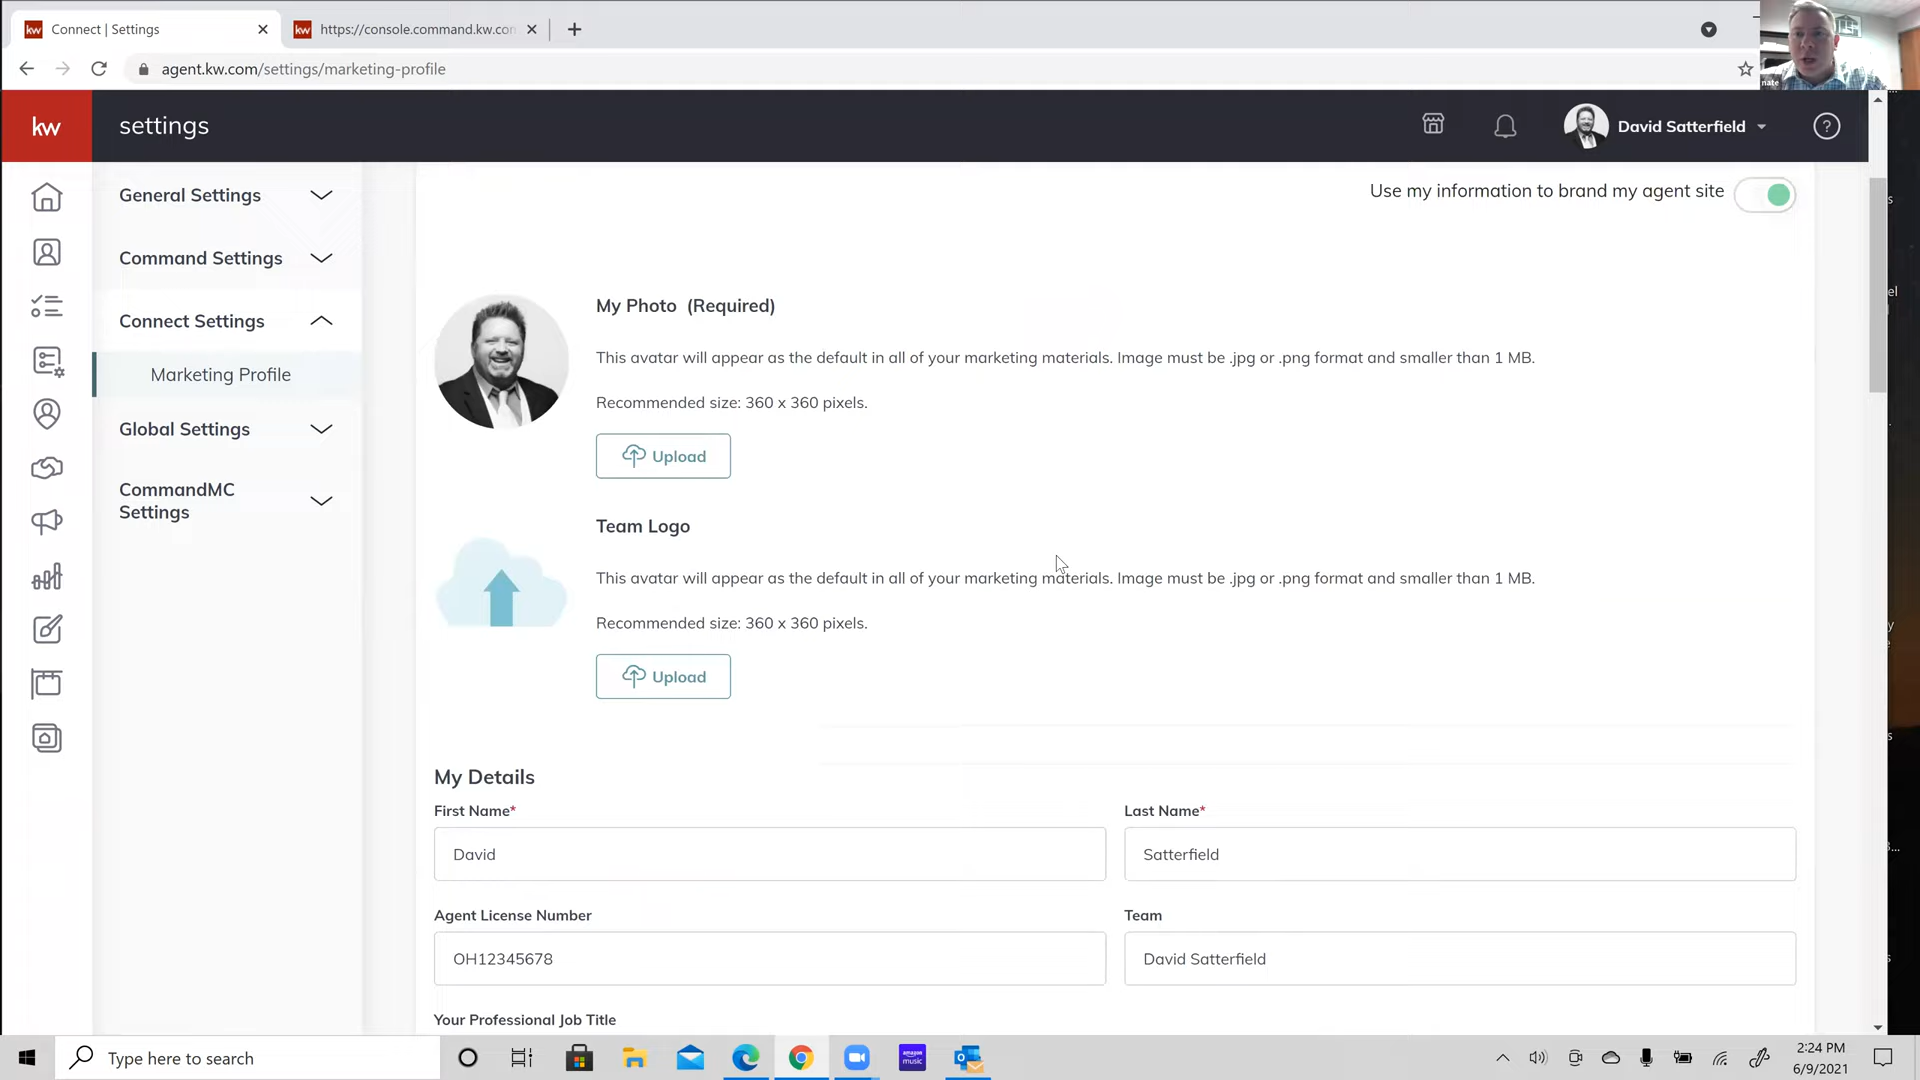 kw Connect | Settings
kw https://console.command.kw.con
agent.kw.com/settings/marketing-profile
nate
kw settings
David Satterfield
?
General Settings
Command Settings
Connect Settings
Marketing Profile
Global Settings
CommandMC
Settings
Use my information to brand my agent site
My Photo (Required)
This avatar will appear as the default in all of your marketing materials. Image must be .jpg or .png format and smaller than 1 MB.
Recommended size: 360 x 360 pixels.
Upload
Team Logo
This avatar will appear as the default in all of your marketing materials. Image must be .jpg or .png format and smaller than 1 MB.
Recommended size: 360 x 360 pixels.
Upload
My Details
First Name*
Last Name*
David
Satterfield
Agent License Number
Team
OH12345678
David Satterfield
Your Professional Job Title
Type here to search
amazon
music
2:24 PM
6/9/2021